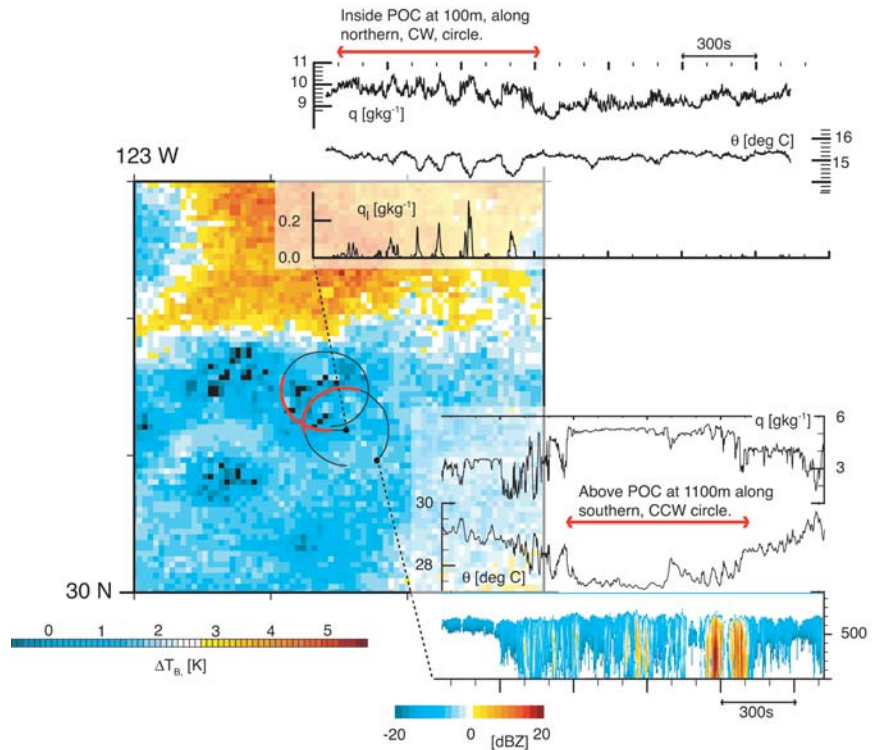 Inside POC at 100m, along
northern, CW, circle.
300s
11
10
9
q [gkg-1]
θ [deg C]
16
15
123 W
0.2
0.0
ql [gkg-1]
q [gkg-1]
6
3
Above POC at 1100m along
southern, CCW circle.
30
28
θ [deg C]
30 N
500
300s
0 1 2 3 4 5
ΔTB, [K]
-20 0 20
[dBZ]